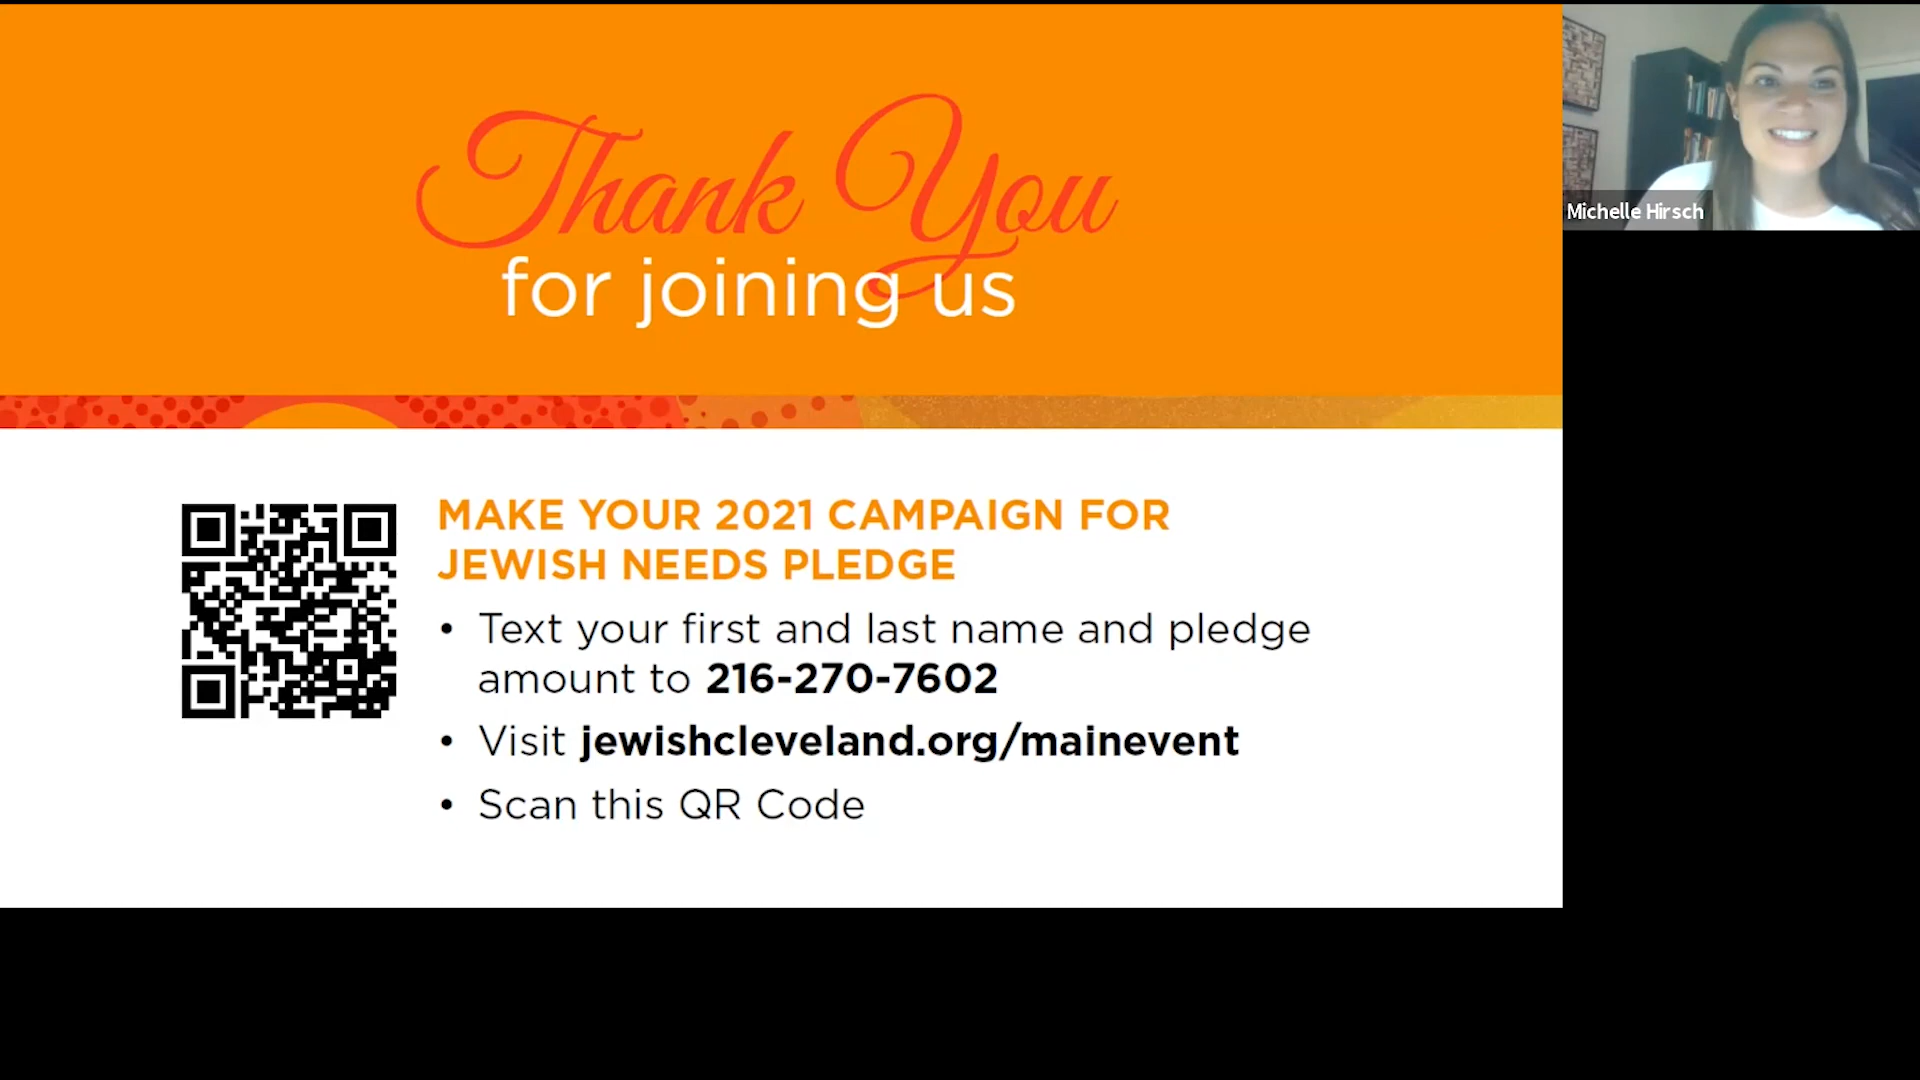 Thank You
for joining us
Michelle Hirsch
MAKE YOUR 2021 CAMPAIGN FOR
JEWISH NEEDS PLEDGE
• Text your first and last name and pledge
amount to 216-270-7602
• Visit jewishcleveland.org/mainevent
• Scan this QR Code